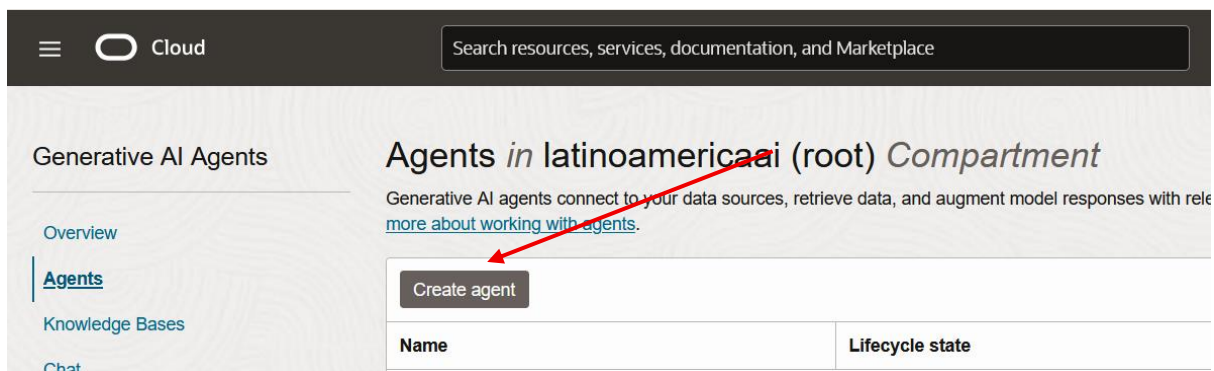 Cloud
Search resources, services, documentation, and Marketplace
Generative AI Agents
Overview
Agents
Knowledge Bases
Chat
Agents in latinoamericaai (root) Compartment
Generative AI agents connect to your data sources, retrieve data, and augment model responses with rele
more about working with agents.
Create agent
Name Lifecycle state